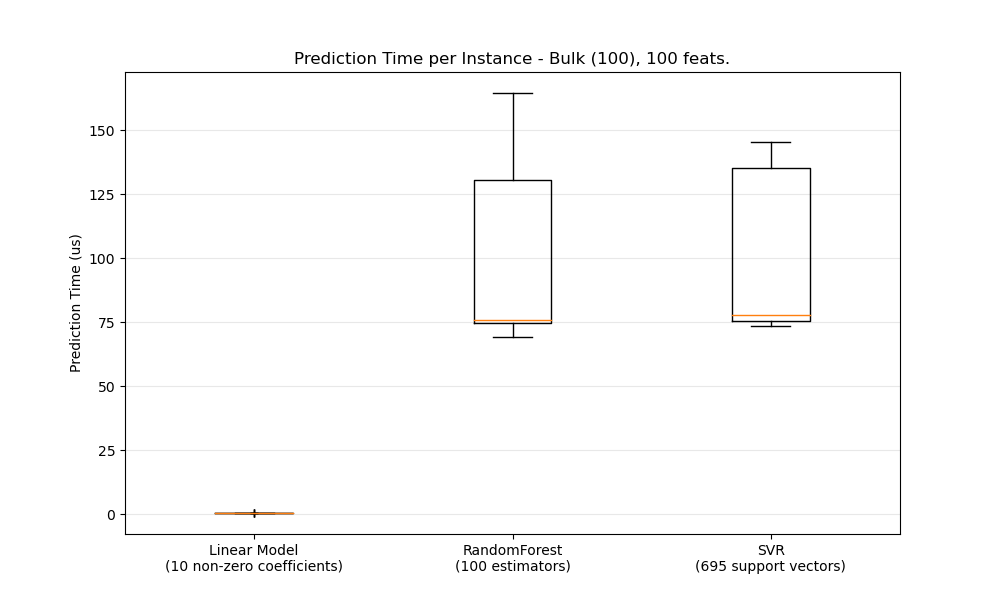 Prediction Time per Instance - Bulk (100), 100 feats.
Prediction Time (us)
150
125
100
75
50
25
0
Linear Model
(10 non-zero coefficients)
RandomForest
(100 estimators)
SVR
(695 support vectors)